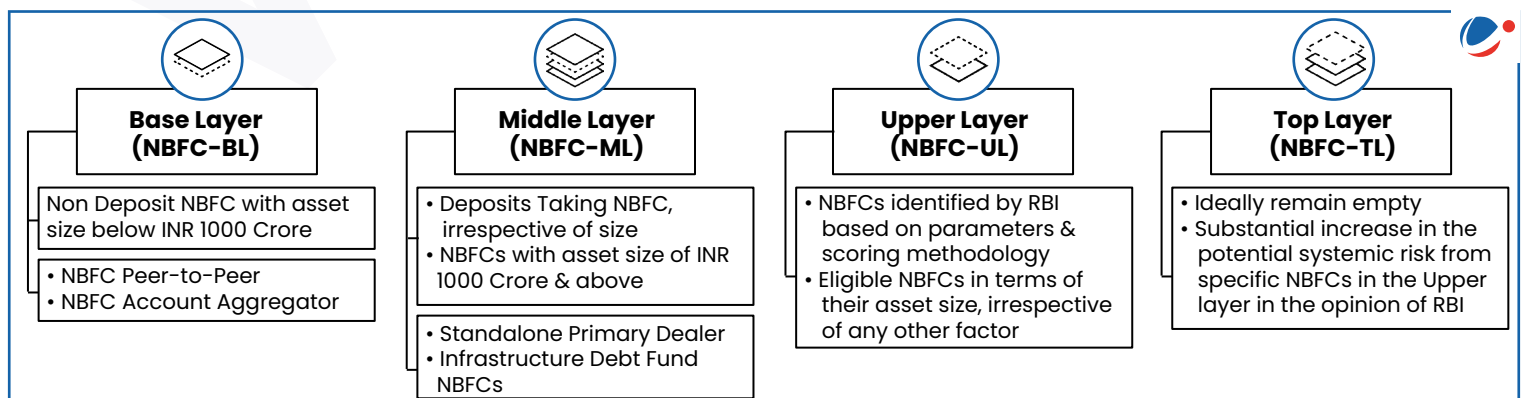 Base Layer
(NBFC-BL)
Non Deposit NBFC with asset
size below INR 1000 Crore
• NBFC Peer-to-Peer
• NBFC Account Aggregator
Middle Layer
(NBFC-ML)
• Deposits Taking NBFC,
irrespective of size
• NBFCs with asset size of INR
1000 Crore & above
• Standalone Primary Dealer
• Infrastructure Debt Fund
NBFCs
Upper Layer
(NBFC-UL)
• NBFCs identified by RBI
based on parameters &
scoring methodology
• Eligible NBFCs in terms of
their asset size, irrespective
of any other factor
Top Layer
(NBFC-TL)
• Ideally remain empty
• Substantial increase in the
potential systemic risk from
specific NBFCs in the Upper
layer in the opinion of RBI